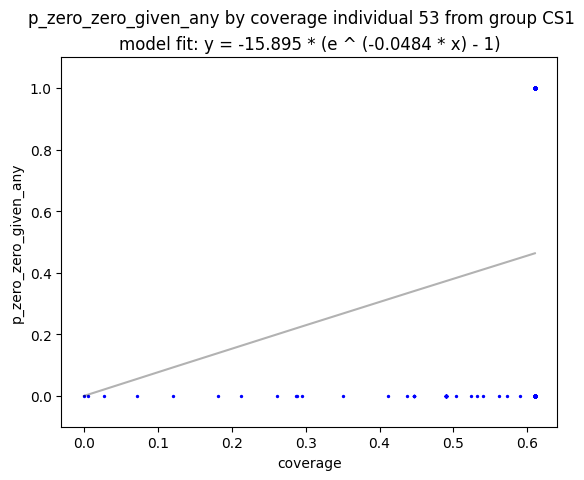 p_zero_zero_given_any by coverage individual 53 from group CS1
model fit: y = -15.895 * (e ^ (-0.0484 * x) - 1)
1.0
0.8
0.6
0.4
0.2
0.0
p_zero_zero_given_any
0.0 0.1 0.2 0.3 0.4 0.5 0.6
coverage